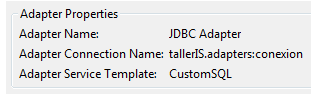 Adapter Properties
Adapter Name: JDBC Adapter
Adapter Connection Name: tallerIS.adapters:conexion
Adapter Service Template: CustomSQL